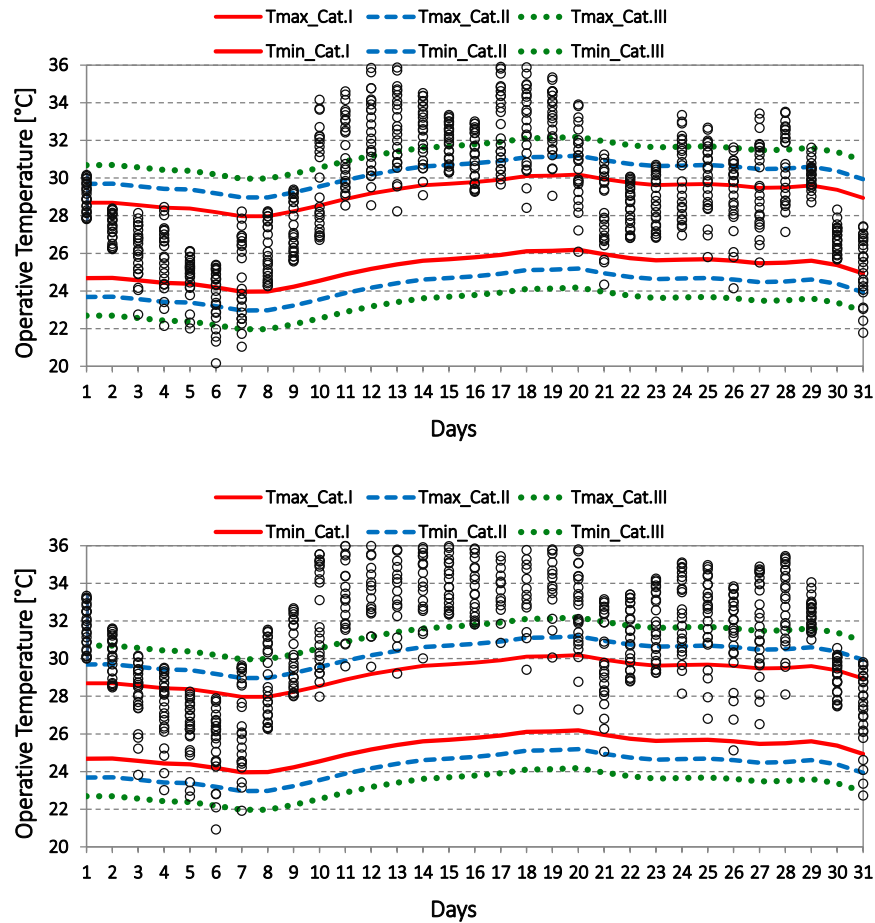 Tmax_Cat.I Tmax_Cat.II Tmax_Cat.III
Tmin_Cat.I Tmin_Cat.II Tmin_Cat.III
Operative Temperature [°C]
36
34
32
30
28
26
24
22
20
1 2 3 4 5 6 7 8 9 10 11 12 13 14 15 16 17 18 19 20 21 22 23 24 25 26 27 28 29 30 31
Days
Tmax_Cat.I Tmax_Cat.II Tmax_Cat.III
Tmin_Cat.I Tmin_Cat.II Tmin_Cat.III
Operative Temperature [°C]
36
34
32
30
28
26
24
22
20
1 2 3 4 5 6 7 8 9 10 11 12 13 14 15 16 17 18 19 20 21 22 23 24 25 26 27 28 29 30 31
Days